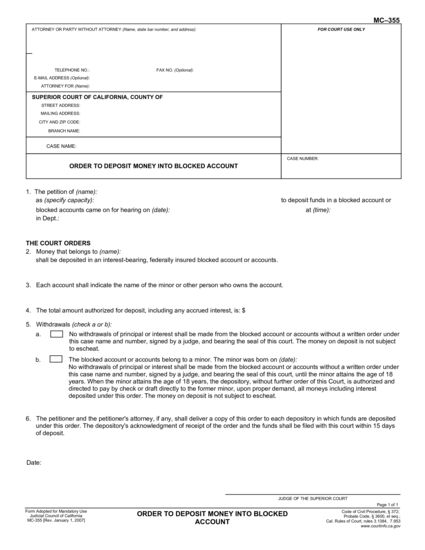 MC–355
ATTORNEY OR PARTY WITHOUT ATTORNEY (Name, state bar number, and address):
FOR COURT USE ONLY
TELEPHONE NO.: FAX NO. (Optional):
E-MAIL ADDRESS (Optional):
ATTORNEY FOR (Name):
SUPERIOR COURT OF CALIFORNIA, COUNTY OF
STREET ADDRESS:
MAILING ADDRESS:
CITY AND ZIP CODE:
BRANCH NAME:
CASE NAME:
CASE NUMBER:
ORDER TO DEPOSIT MONEY INTO BLOCKED ACCOUNT
1. The petition of (name):
as (specify capacity): to deposit funds in a blocked account or
blocked accounts came on for hearing on (date): at (time):
in Dept.:
THE COURT ORDERS
2. Money that belongs to (name):
shall be deposited in an interest-bearing, federally insured blocked account or accounts.
3. Each account shall indicate the name of the minor or other person who owns the account.
4. The total amount authorized for deposit, including any accrued interest, is: $
5. Withdrawals (check a or b):
a. No withdrawals of principal or interest shall be made from the blocked account or accounts without a written order under
this case name and number, signed by a judge, and bearing the seal of this court. The money on deposit is not subject
to escheat.
b. The blocked account or accounts belong to a minor. The minor was born on (date):
No withdrawals of principal or interest shall be made from the blocked account or accounts without a written order under
this case name and number, signed by a judge, and bearing the seal of this court, until the minor attains the age of 18
years. When the minor attains the age of 18 years, the depository, without further order of this Court, is authorized and
directed to pay by check or draft directly to the former minor, upon proper demand, all moneys including interest
deposited under this order. The money on deposit is not subject to escheat.
6. The petitioner and the petitioner's attorney, if any, shall deliver a copy of this order to each depository in which funds are deposited
under this order. The depository's acknowledgment of receipt of the order and the funds shall be filed with this court within 15 days
of deposit.
Date:
JUDGE OF THE SUPERIOR COURT
Page 1 of 1
Form Adopted for Mandatory Use
Judicial Council of California
MC-355 [Rev. January 1, 2007]
ORDER TO DEPOSIT MONEY INTO BLOCKED
ACCOUNT
Code of Civil Procedure, § 372;
Probate Code, § 3600, et seq.;
Cal. Rules of Court, rules 3.1384, 7.953
www.courtinfo.ca.gov